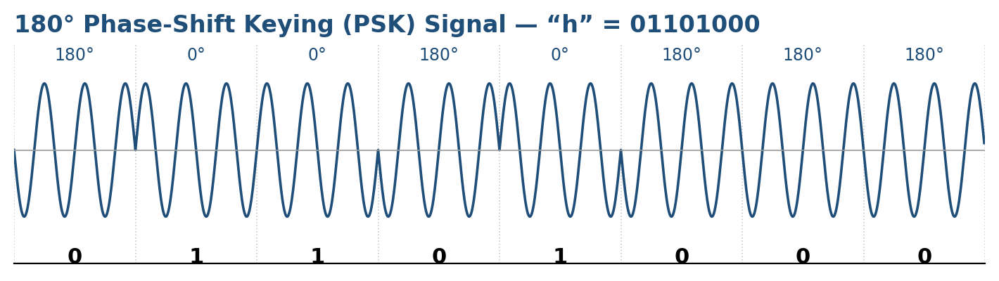 180° Phase-Shift Keying (PSK) Signal — “h” = 01101000
180° 0° 0° 180° 0° 180° 180° 180°
0 1 1 0 1 0 0 0